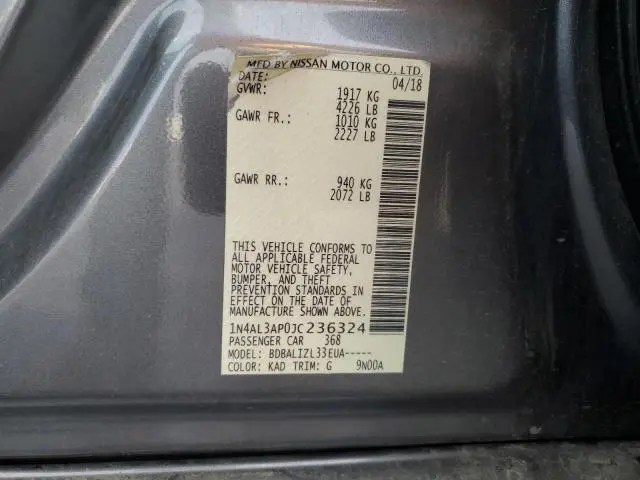 MFD BY NISSAN MOTOR CO., LTD.
DATE: 04/18
GVWR: 1917 KG
4226 LB
GAWR FR.: 1010 KG
2227 LB
GAWR RR.: 940 KG
2072 LB
THIS VEHICLE CONFORMS TO
ALL APPLICABLE FEDERAL
MOTOR VEHICLE SAFETY,
BUMPER, AND THEFT
PREVENTION STANDARDS IN
EFFECT ON THE DATE OF
MANUFACTURE SHOWN ABOVE.
1N4AL3AP0JC236324
PASSENGER CAR 368
MODEL: BDBALIZL33EUA-----
COLOR: KAD TRIM: G 9N00A